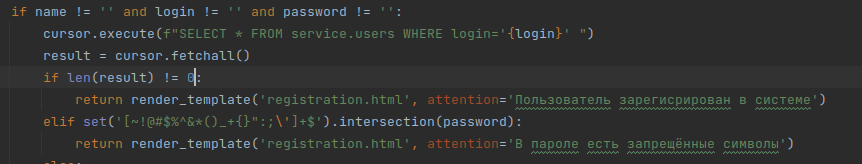 if name != '' and login != '' and password != '':
cursor.execute(f"SELECT * FROM service.users WHERE login='{login}' ")
result = cursor.fetchall()
if len(result) != 0:
return render_template('registration.html', attention='Пользователь зарегисрирован в системе')
elif set('[~!@#$%^&*()_+{}":;\']+$').intersection(password):
return render_template('registration.html', attention='В пароле есть запрещённые символы')
else: